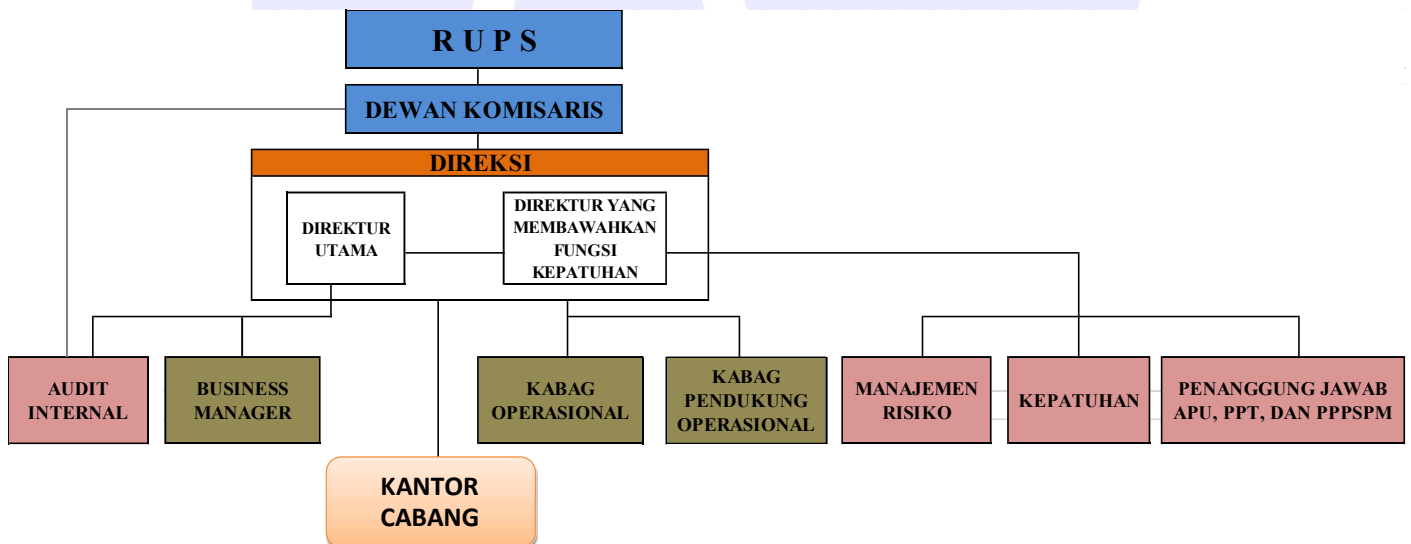 R U P S
DEWAN KOMISARIS
DIREKSI
DIREKTUR
UTAMA
DIREKTUR YANG
MEMBAWAHKAN
FUNGSI
KEPATUHAN
AUDIT
INTERNAL
BUSINESS
MANAGER
KABAG
OPERASIONAL
KABAG
PENDUKUNG
OPERASIONAL
MANAJEMEN
RISIKO
KEPATUHAN
PENANGGUNG JAWAB
APU, PPT, DAN PPPSPM
KANTOR
CABANG